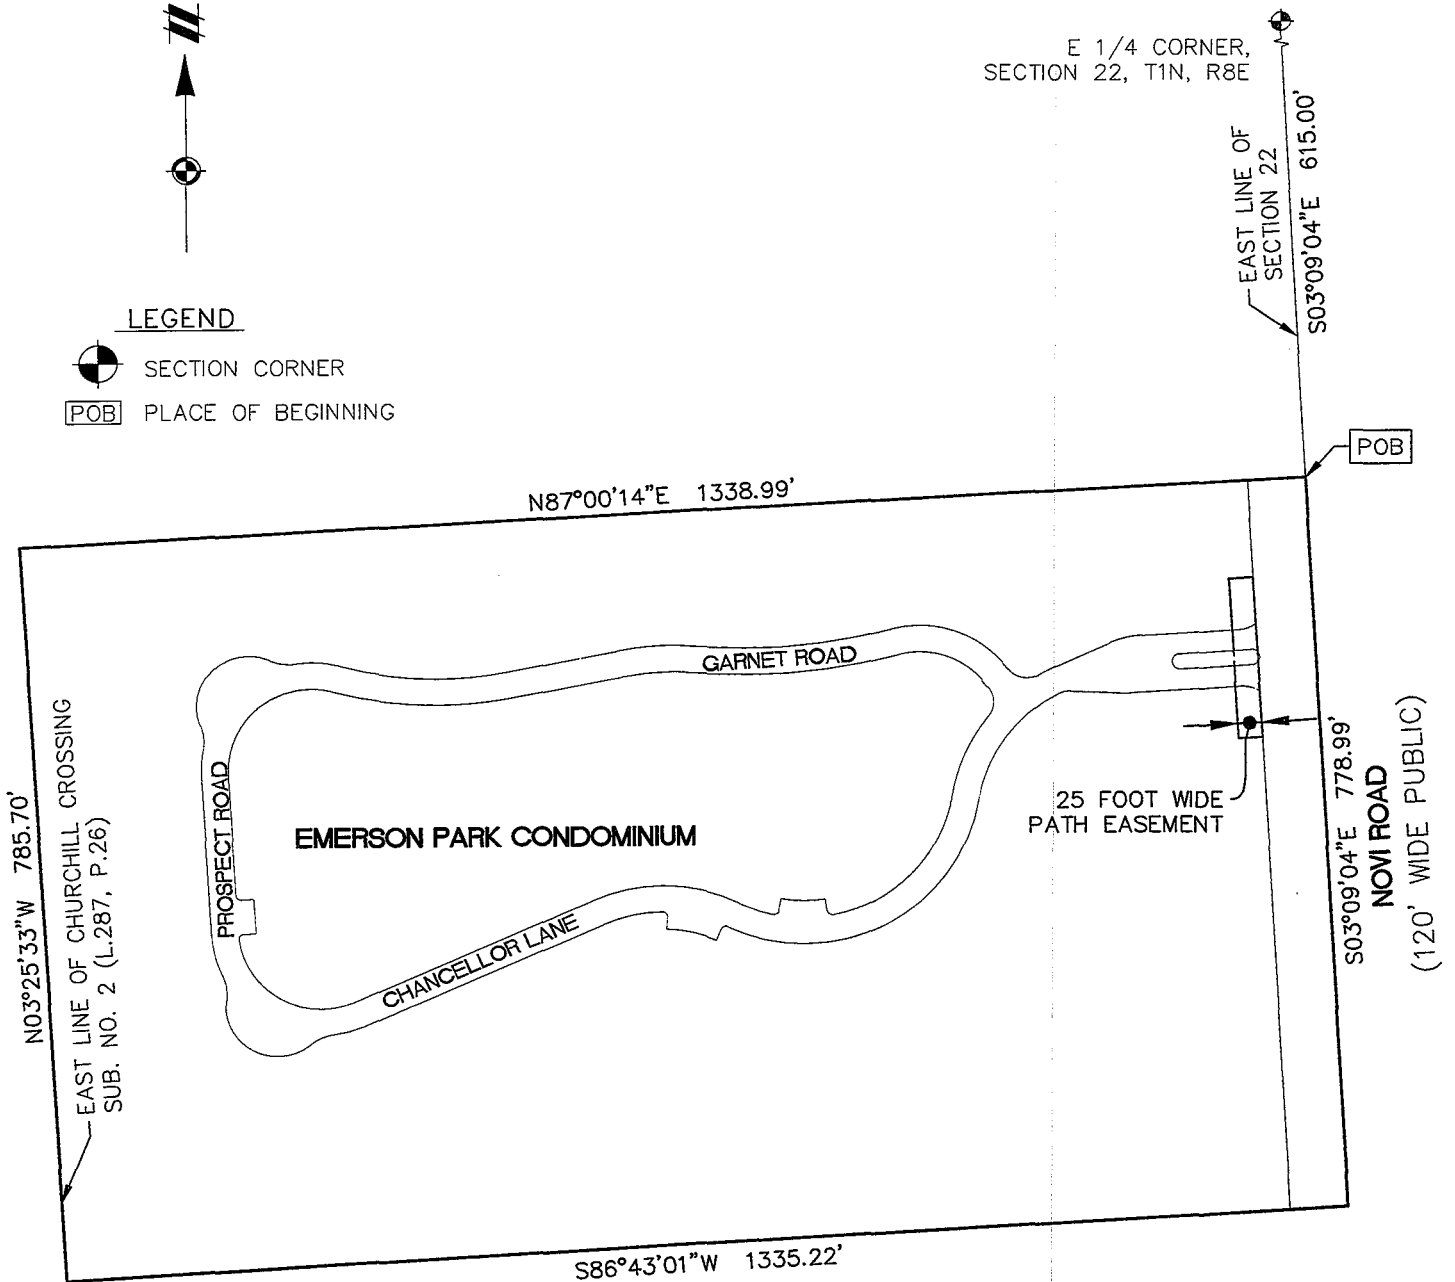 E 1/4 CORNER,
SECTION 22, T1N, R8E
EAST LINE OF
SECTION 22
S03°09'04"E 615.00'
LEGEND
SECTION CORNER
POB PLACE OF BEGINNING
POB
N87°00'14"E 1338.99'
GARNET ROAD
PROSPECT ROAD
EMERSON PARK CONDOMINIUM
CHANCELLOR LANE
25 FOOT WIDE
PATH EASEMENT
N03°25'33"W 785.70'
EAST LINE OF CHURCHILL CROSSING
SUB. NO. 2 (L.287, P.26)
S03°09'04"E 778.99'
NOVI ROAD
(120' WIDE PUBLIC)
S86°43'01"W 1335.22'